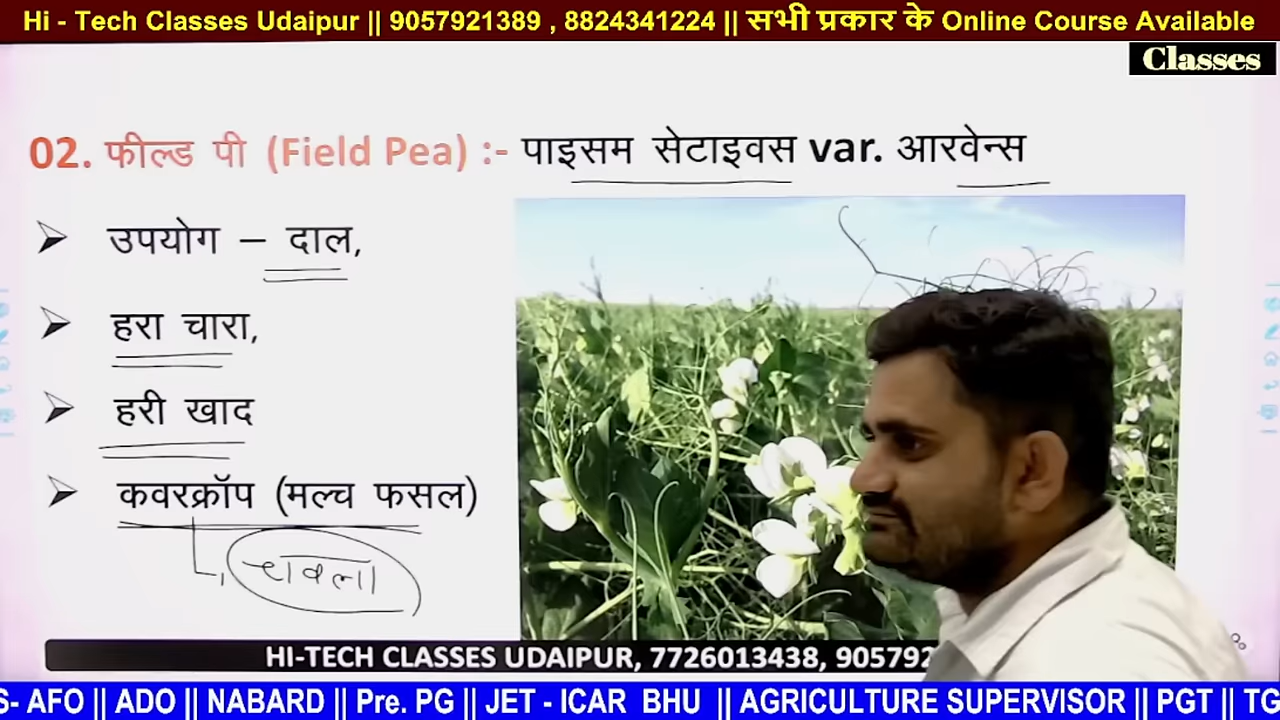 Hi - Tech Classes Udaipur || 9057921389 , 8824341224 || सभी प्रकार के Online Course Available
Classes
02. फील्ड पी (Field Pea) :- पाइसम सेटाइवस var. आरवेन्स
➢ उपयोग – दाल,
➢ हरा चारा,
➢ हरी खाद
➢ कवरक्रॉप (मल्च फसल)
चवला
HI-TECH CLASSES UDAIPUR, 7726013438, 905792
S- AFO || ADO || NABARD || Pre. PG || JET - ICAR BHU || AGRICULTURE SUPERVISOR || PGT || TG